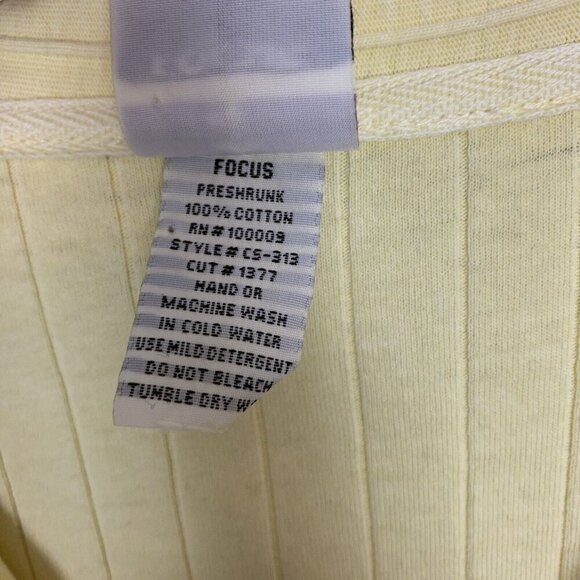 FOCUS
PRESHRUNK
100% COTTON
RN#100009
STYLE# CS-313
CUT# 1377
HAND OR
MACHINE WASH
IN COLD WATER
USE MILD DETERGENT
DO NOT BLEACH
TUMBLE DRY